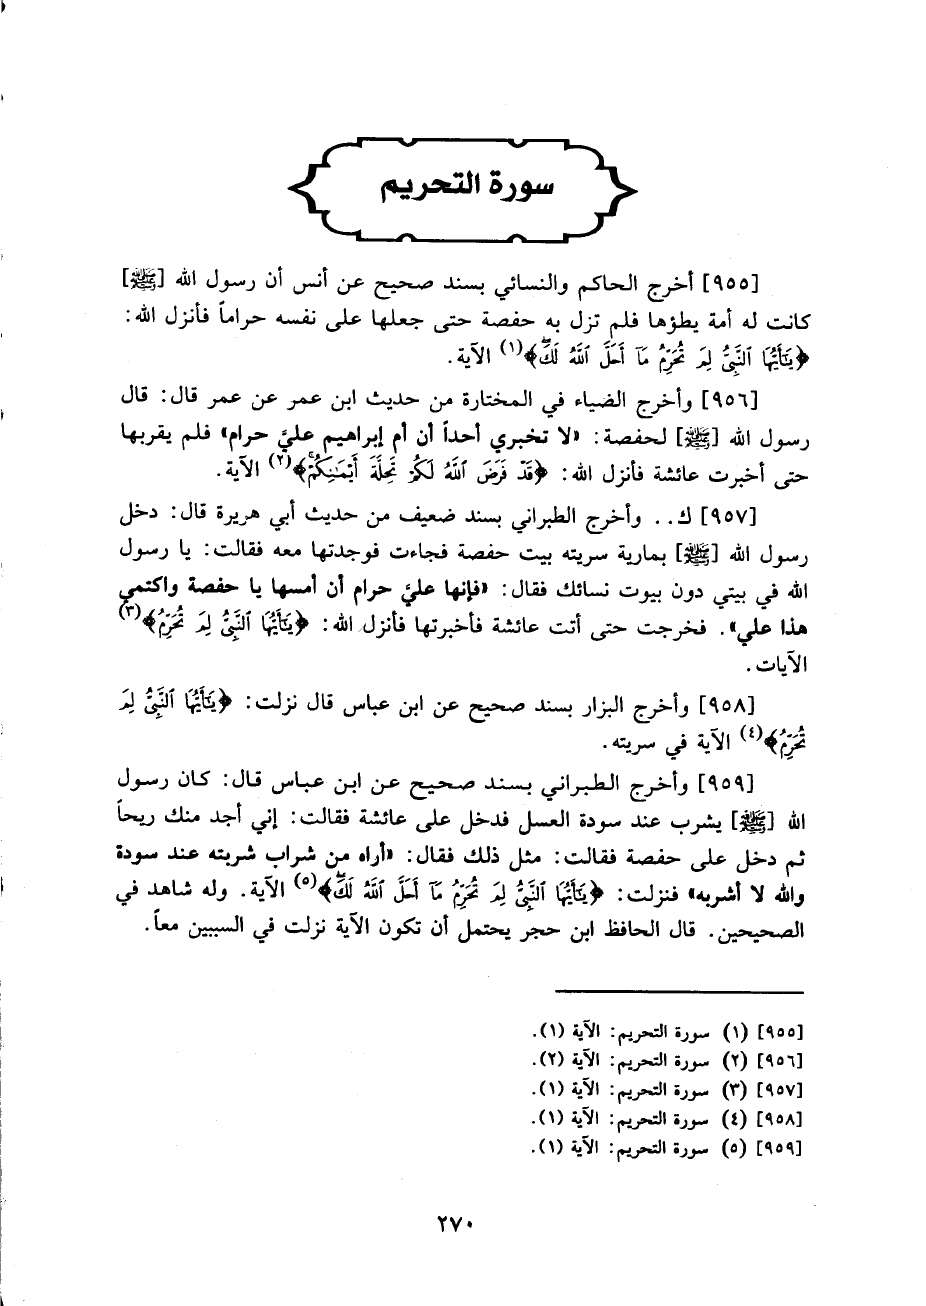 سورة التحريم
[٩٥٥] أخرج الحاكم والنسائي بسند صحيح عن أنس أن رسول الله [ﷺ]
كانت له أمة يطؤها فلم تزل به حفصة حتى جعلها على نفسه حراماً فأنزل الله:
﴿يَٰٓأَيُّهَا ٱلنَّبِيُّ لِمَ تُحَرِّمُ مَآ أَحَلَّ ٱللَّهُ لَكَۖ﴾(١) الآية.
[٩٥٦] وأخرج الضياء في المختارة من حديث ابن عمر عن عمر قال: قال
رسول الله [ﷺ] لحفصة: «لا تخبري أحداً أن أم إبراهيم عليَّ حرام» فلم يقربها
حتى أخبرت عائشة فأنزل الله: ﴿قَدْ فَرَضَ ٱللَّهُ لَكُمْ تَحِلَّةَ أَيْمَٰنِكُمْۚ﴾(٢) الآية.
[٩٥٧] ك.. وأخرج الطبراني بسند ضعيف من حديث أبي هريرة قال: دخل
رسول الله [ﷺ] بمارية سريته بيت حفصة فجاءت فوجدتها معه فقالت: يا رسول
الله في بيتي دون بيوت نسائك فقال: «فإنها عليَّ حرام أن أمسها يا حفصة واكتمي
هذا علي». فخرجت حتى أتت عائشة فأخبرتها فأنزل الله: ﴿يَٰٓأَيُّهَا ٱلنَّبِيُّ لِمَ تُحَرِّمُ﴾(٣)
الآيات.
[٩٥٨] وأخرج البزار بسند صحيح عن ابن عباس قال نزلت: ﴿يَٰٓأَيُّهَا ٱلنَّبِيُّ لِمَ
تُحَرِّمُ﴾(٤) الآية في سريته.
[٩٥٩] وأخرج الطبراني بسند صحيح عن ابن عباس قال: كان رسول
الله [ﷺ] يشرب عند سودة العسل فدخل على عائشة فقالت: إني أجد منك ريحاً
ثم دخل على حفصة فقالت: مثل ذلك فقال: «أراه من شراب شربته عند سودة
والله لا أشربه» فنزلت: ﴿يَٰٓأَيُّهَا ٱلنَّبِيُّ لِمَ تُحَرِّمُ مَآ أَحَلَّ ٱللَّهُ لَكَۖ﴾(٥) الآية. وله شاهد في
الصحيحين. قال الحافظ ابن حجر يحتمل أن تكون الآية نزلت في السببين معاً.
[٩٥٥] (١) سورة التحريم: الآية (١).
[٩٥٦] (٢) سورة التحريم: الآية (٢).
[٩٥٧] (٣) سورة التحريم: الآية (١).
[٩٥٨] (٤) سورة التحريم: الآية (١).
[٩٥٩] (٥) سورة التحريم: الآية (١).
٢٧٠